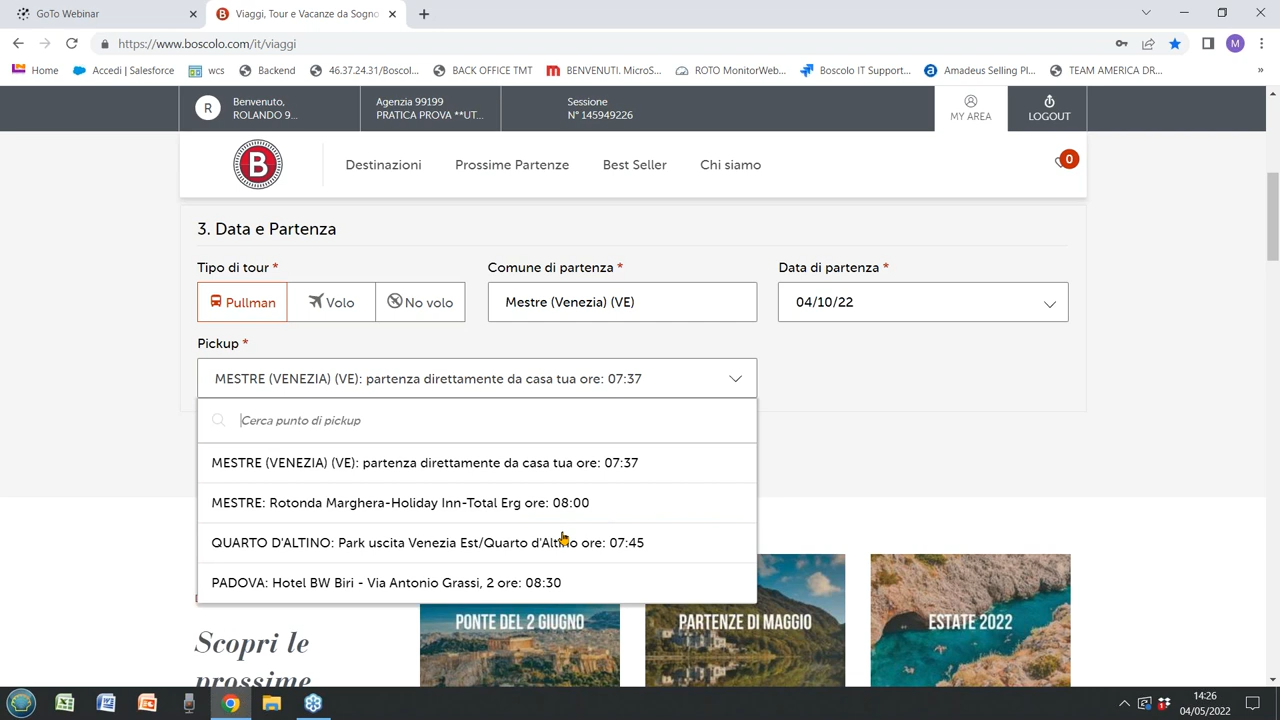 GoTo Webinar
Viaggi, Tour e Vacanze da Sogno
https://www.boscolo.com/it/viaggi
M
Home
Accedi | Salesforce
wcs
Backend
46.37.24.31/Boscol...
BACK OFFICE TMT
BENVENUTI. MicroS...
ROTO MonitorWeb...
Boscolo IT Support...
Amadeus Selling Pl...
TEAM AMERICA DR...
»
R
Benvenuto,
ROLANDO 9...
Agenzia 99199
PRATICA PROVA **UT...
Sessione
N° 145949226
MY AREA
LOGOUT
B
Destinazioni
Prossime Partenze
Best Seller
Chi siamo
0
3. Data e Partenza
Tipo di tour *
Comune di partenza *
Data di partenza *
Pullman
Volo
No volo
Mestre (Venezia) (VE)
04/10/22
Pickup *
MESTRE (VENEZIA) (VE): partenza direttamente da casa tua ore: 07:37
Cerca punto di pickup
MESTRE (VENEZIA) (VE): partenza direttamente da casa tua ore: 07:37
MESTRE: Rotonda Marghera-Holiday Inn-Total Erg ore: 08:00
QUARTO D'ALTINO: Park uscita Venezia Est/Quarto d'Altino ore: 07:45
PADOVA: Hotel BW Biri - Via Antonio Grassi, 2 ore: 08:30
Scopri le
prossime
PONTE DEL 2 GIUGNO
PARTENZE DI MAGGIO
ESTATE 2022
14:26
04/05/2022